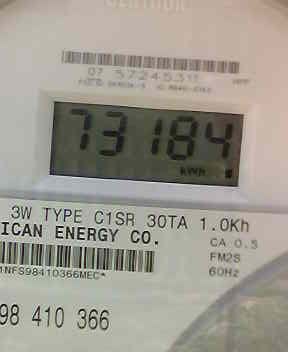 CENTRON
07 57245311
73184
KWH
3W TYPE C1SR 30TA 1.0Kh
ICAN ENERGY CO.
CA 0.5
FM2S
60Hz
1NFS98410366MEC*
98 410 366